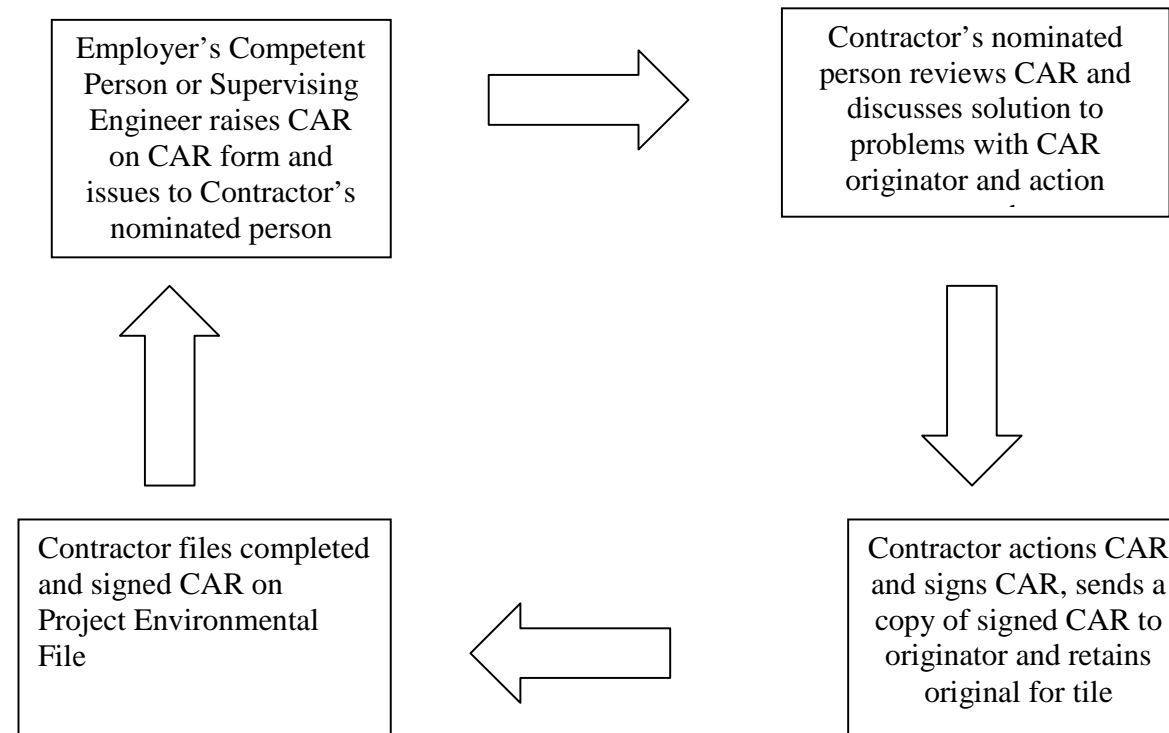 Employer’s Competent
Person or Supervising
Engineer raises CAR
on CAR form and
issues to Contractor’s
nominated person
Contractor’s nominated
person reviews CAR and
discusses solution to
problems with CAR
originator and action
Contractor actions CAR
and signs CAR, sends a
copy of signed CAR to
originator and retains
original for tile
Contractor files completed
and signed CAR on
Project Environmental
File